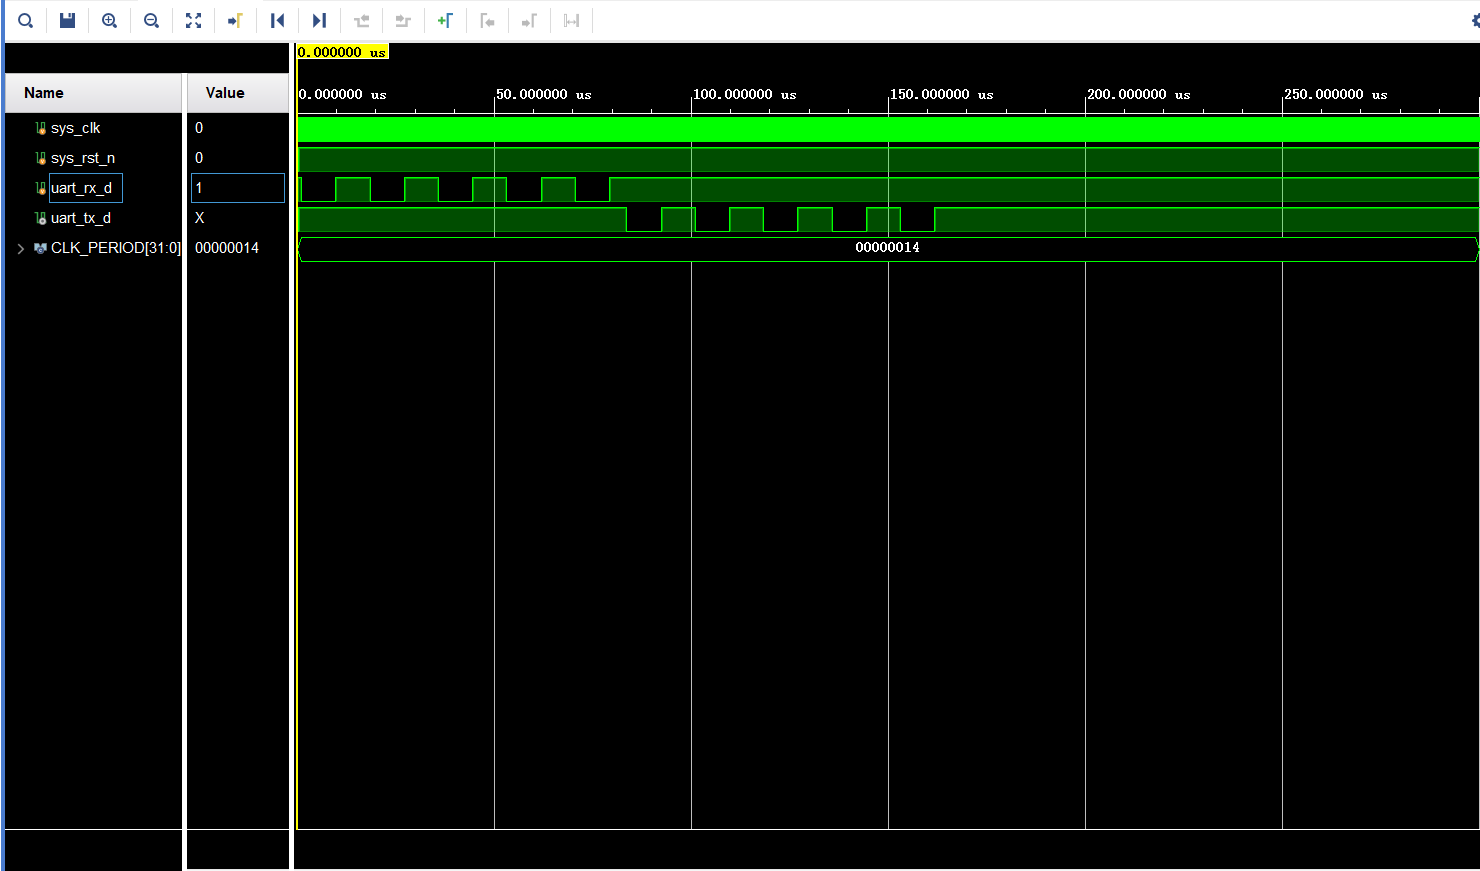 0.000000 us
Name Value
0.000000 us 50.000000 us 100.000000 us 150.000000 us 200.000000 us 250.000000 us
sys_clk 0
sys_rst_n 0
uart_rx_d 1
uart_tx_d X
CLK_PERIOD[31:0] 00000014 00000014